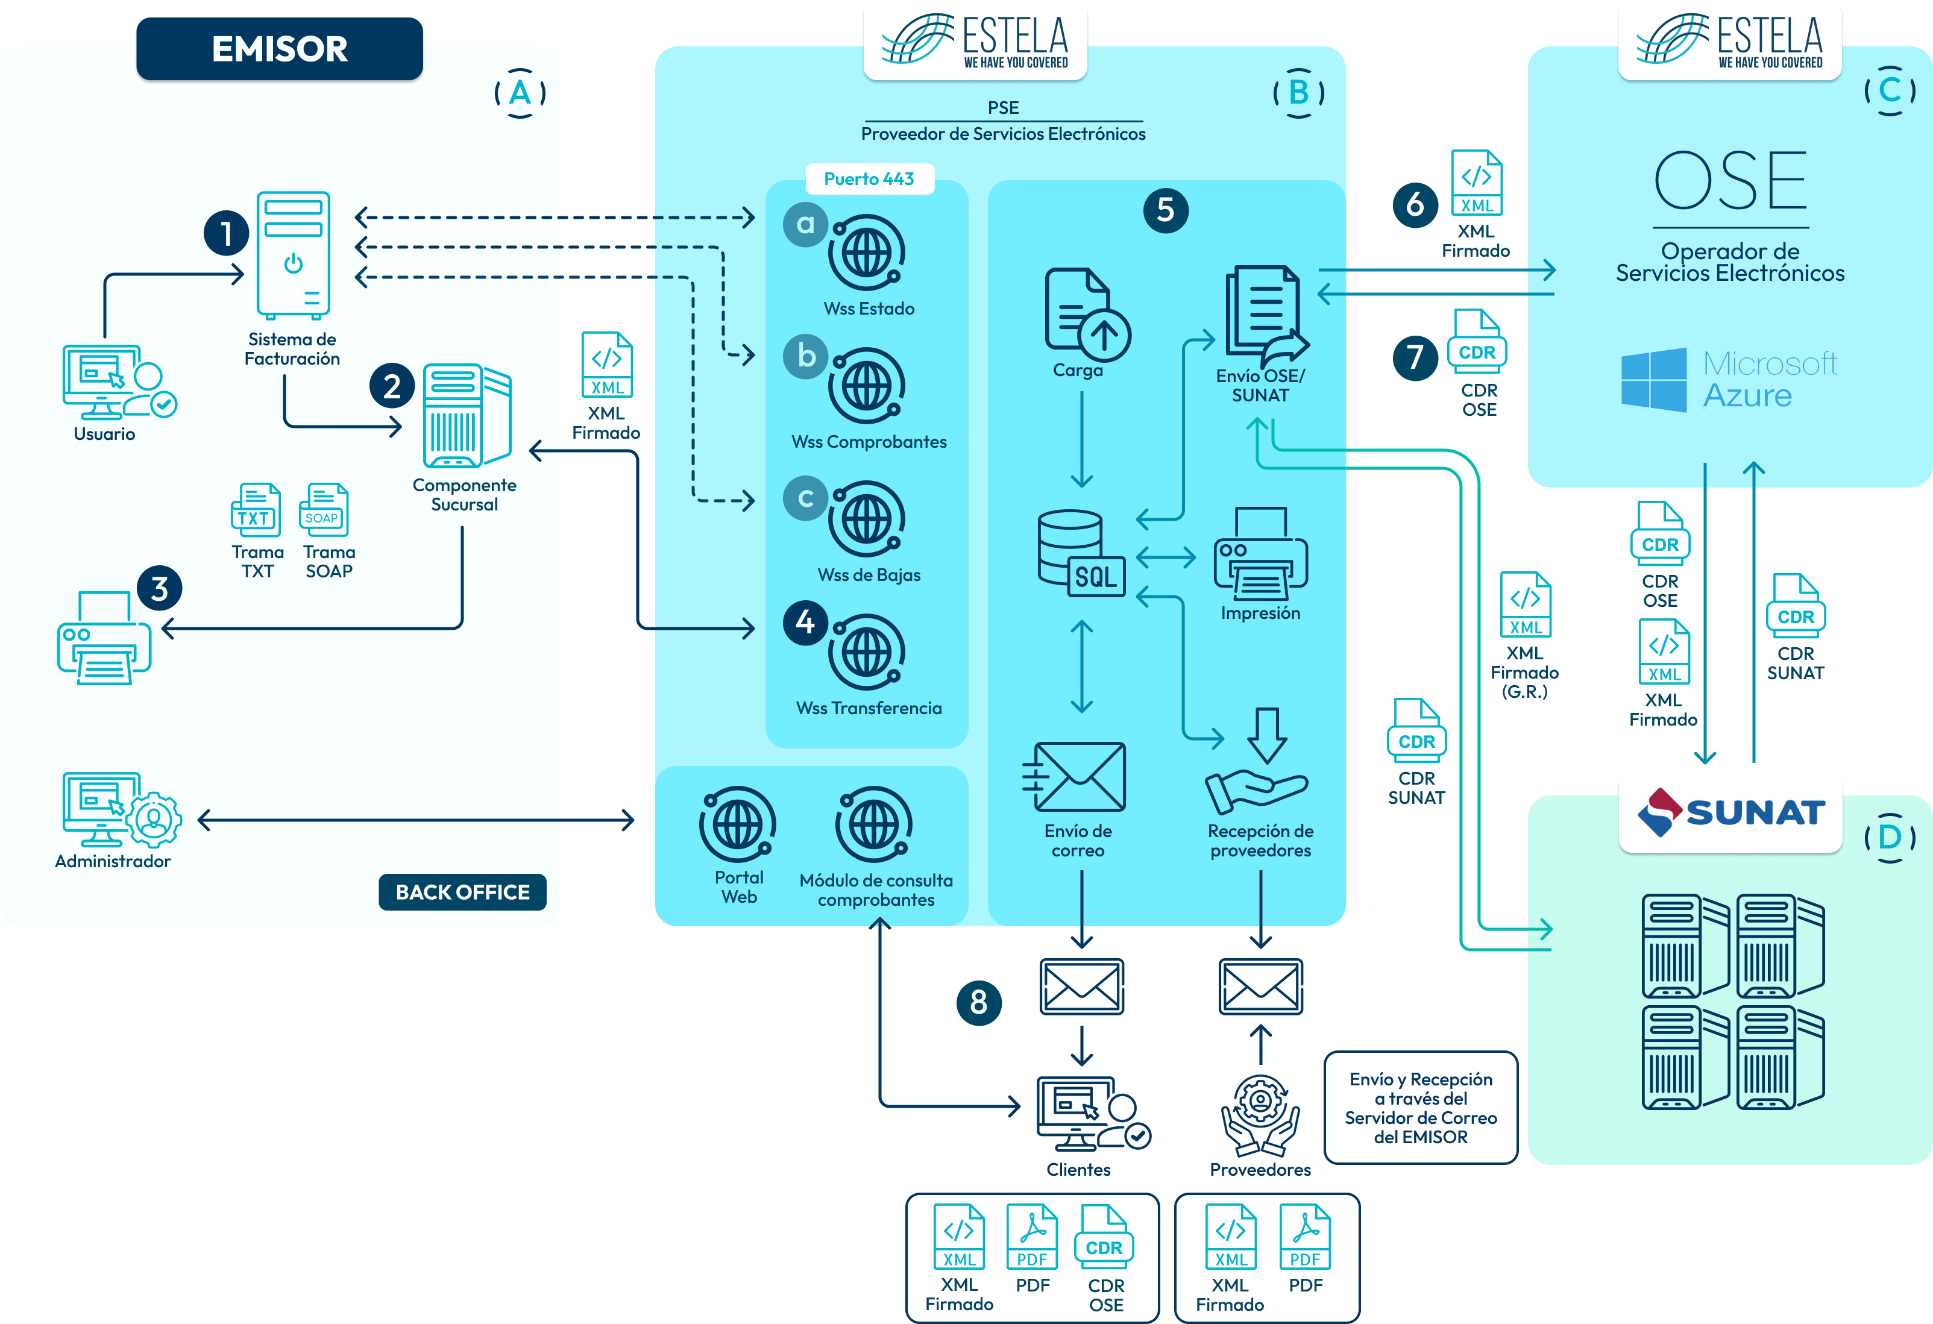 EMISOR
A
1
Sistema de
Facturación
Usuario
2
XML
XML
Firmado
Componente
Sucursal
TXT
Trama
TXT
SOAP
Trama
SOAP
3
Administrador
BACK OFFICE
ESTELA
WE HAVE YOU COVERED
B
PSE
Proveedor de Servicios Electrónicos
Puerto 443
a
Wss Estado
b
Wss Comprobantes
c
Wss de Bajas
4
Wss Transferencia
Portal
Web
Módulo de consulta
comprobantes
5
Carga
Envío OSE/
SUNAT
SQL
Impresión
Envío de
correo
Recepción de
proveedores
6
XML
XML
Firmado
7
CDR
CDR
OSE
ESTELA
WE HAVE YOU COVERED
C
OSE
Operador de
Servicios Electrónicos
Microsoft
Azure
CDR
CDR
OSE
XML
XML
Firmado
CDR
CDR
SUNAT
XML
XML
Firmado
(G.R.)
CDR
CDR
SUNAT
SUNAT
D
8
Clientes
Proveedores
Envío y Recepción
a través del
Servidor de Correo
del EMISOR
XML
XML
Firmado
PDF
PDF
CDR
CDR
OSE
XML
XML
Firmado
PDF
PDF